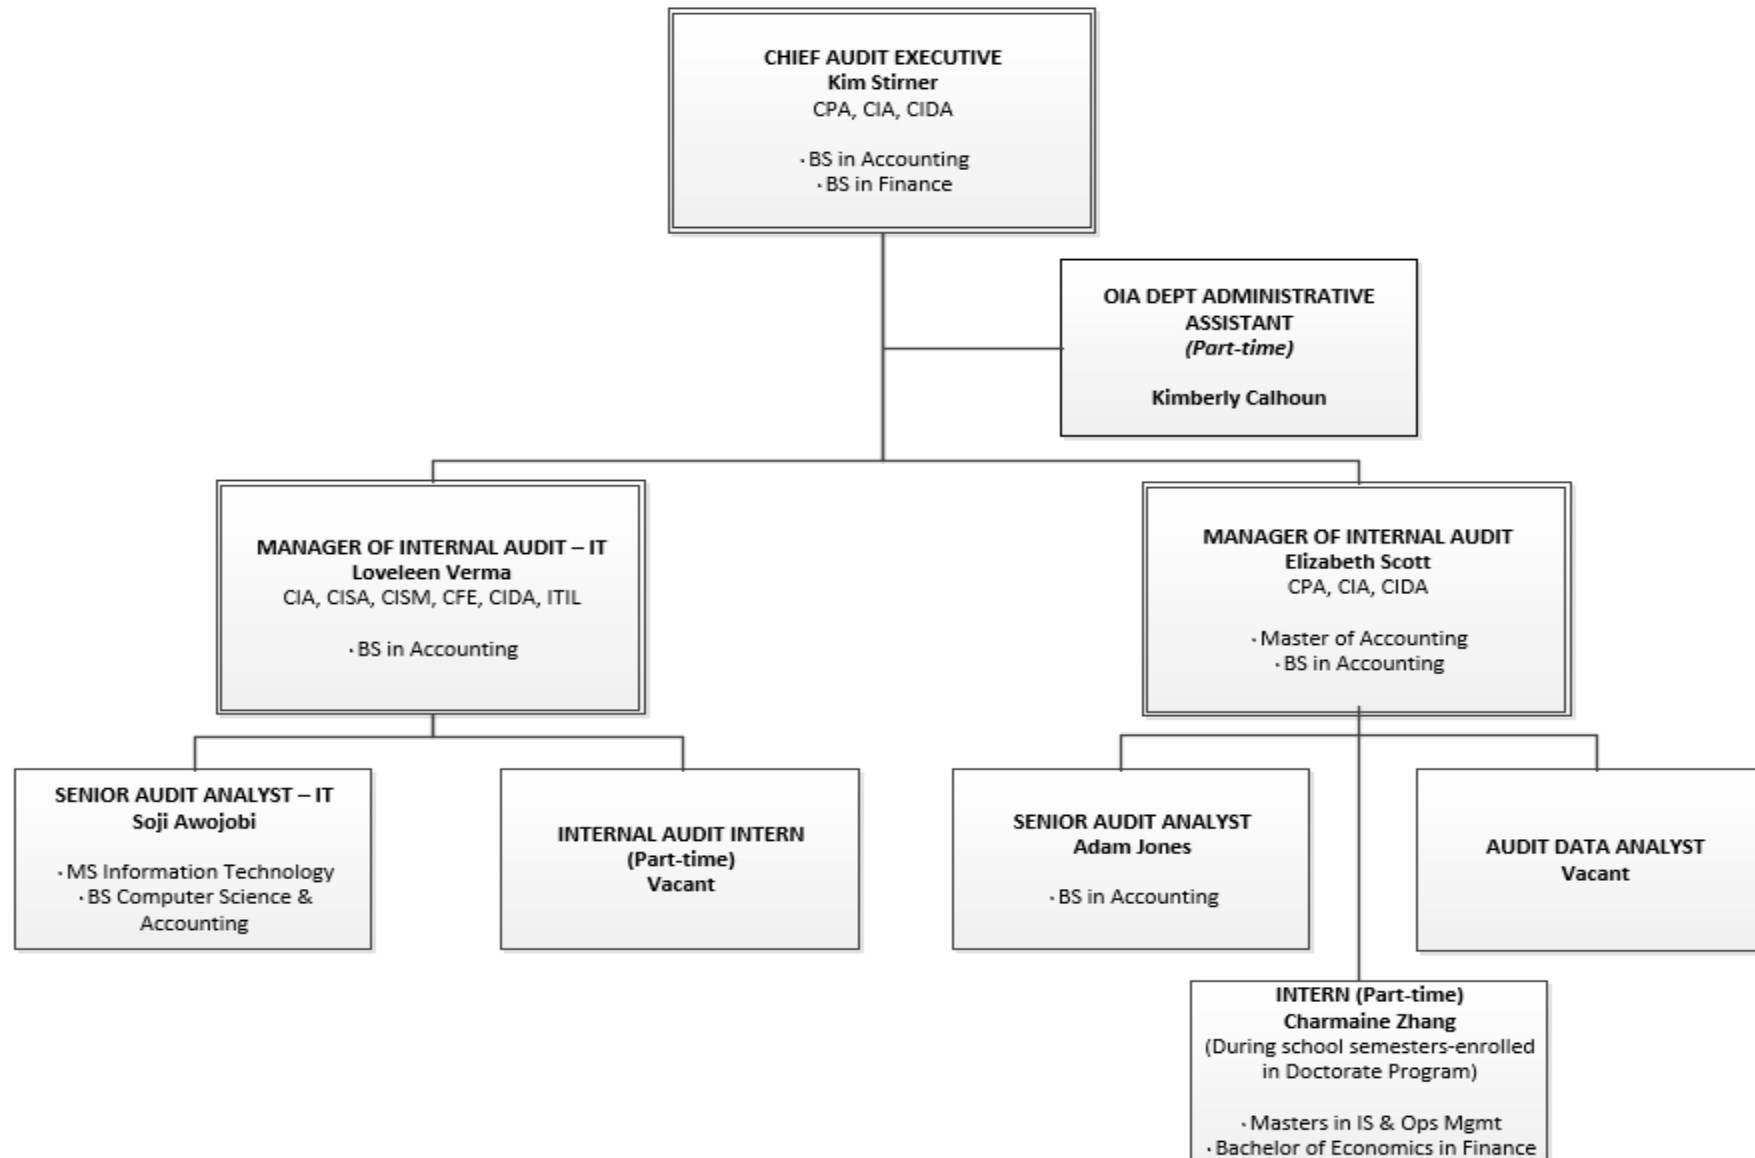 CHIEF AUDIT EXECUTIVE
Kim Stirner
CPA, CIA, CIDA
· BS in Accounting
· BS in Finance
OIA DEPT ADMINISTRATIVE
ASSISTANT
(Part-time)
Kimberly Calhoun
MANAGER OF INTERNAL AUDIT – IT
Loveleen Verma
CIA, CISA, CISM, CFE, CIDA, ITIL
· BS in Accounting
MANAGER OF INTERNAL AUDIT
Elizabeth Scott
CPA, CIA, CIDA
· Master of Accounting
· BS in Accounting
SENIOR AUDIT ANALYST – IT
Soji Awojobi
· MS Information Technology
· BS Computer Science &
Accounting
INTERNAL AUDIT INTERN
(Part-time)
Vacant
SENIOR AUDIT ANALYST
Adam Jones
· BS in Accounting
AUDIT DATA ANALYST
Vacant
INTERN (Part-time)
Charmaine Zhang
(During school semesters-enrolled
in Doctorate Program)
· Masters in IS & Ops Mgmt
· Bachelor of Economics in Finance